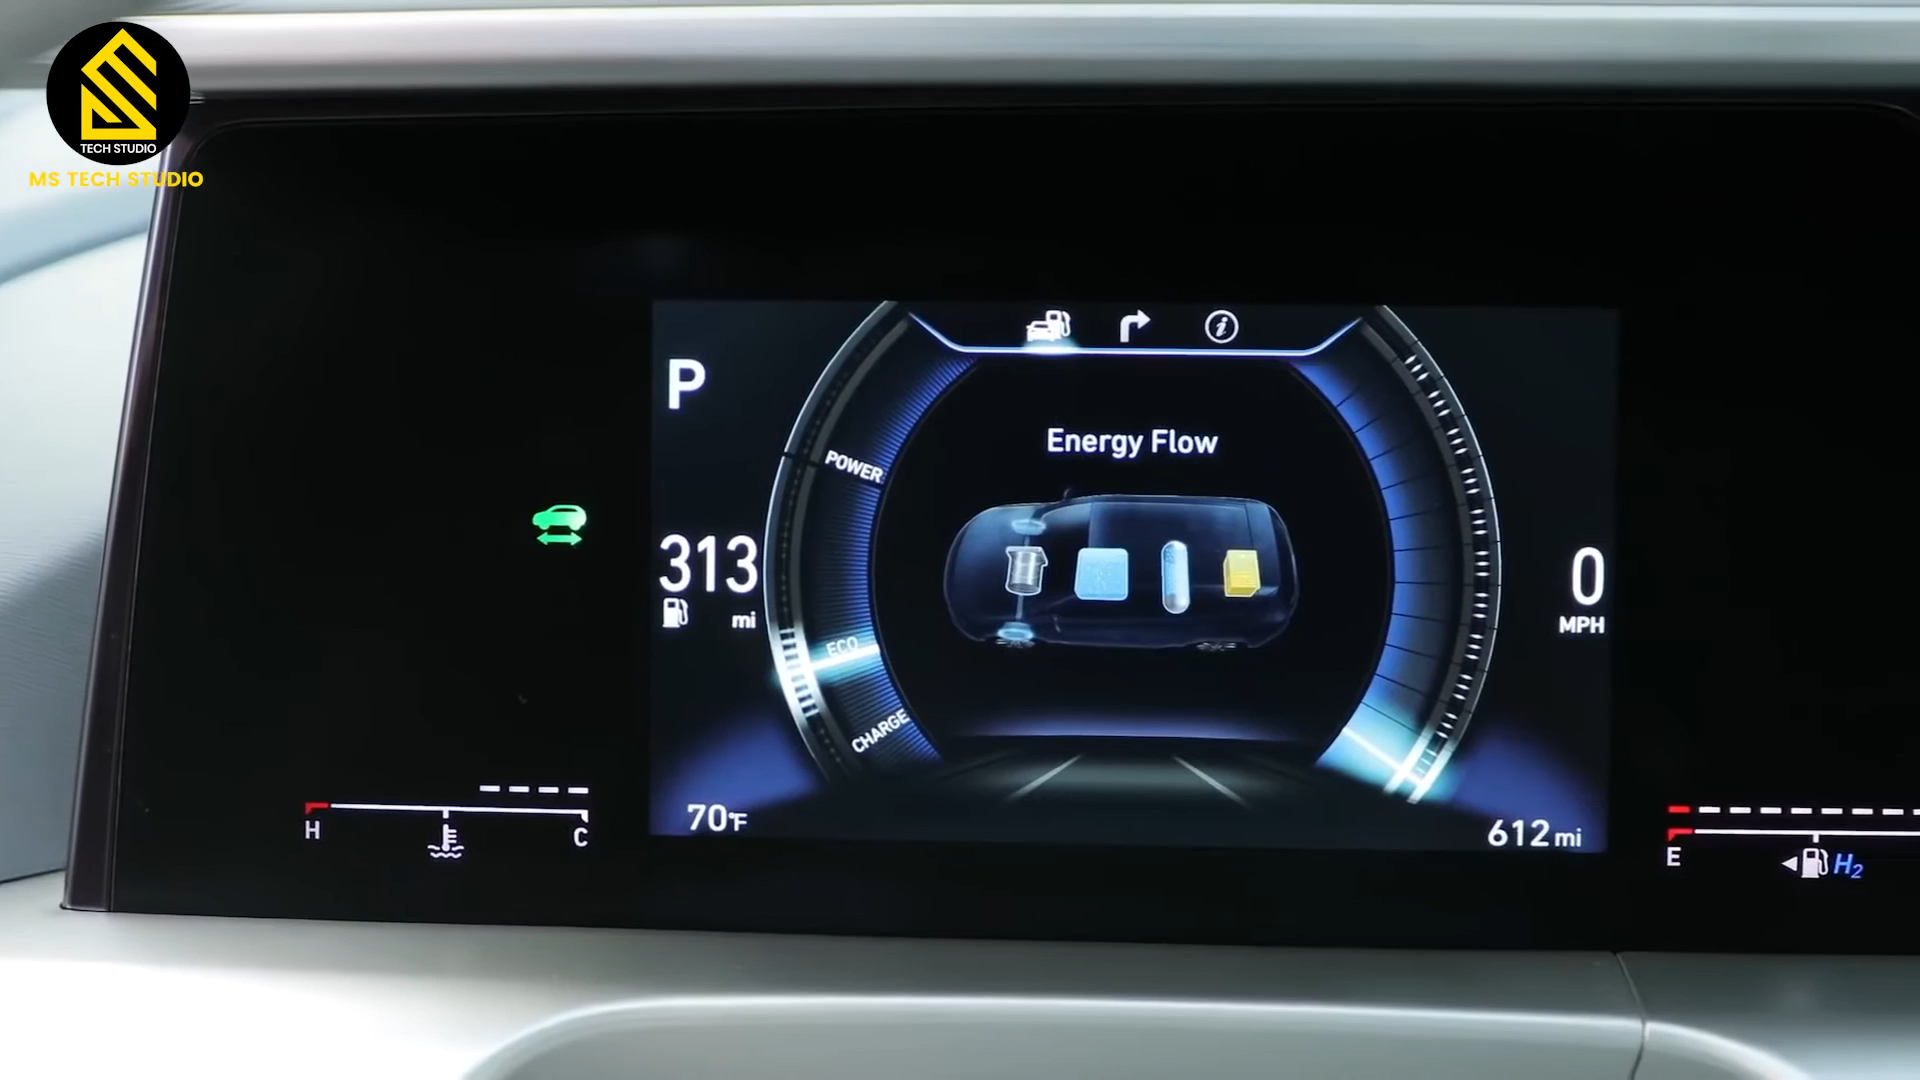 TECH STUDIO
MS TECH STUDIO
P
Energy Flow
POWER
313
mi
0
MPH
ECO
CHARGE
70°F
612 mi
H
C
E
H2